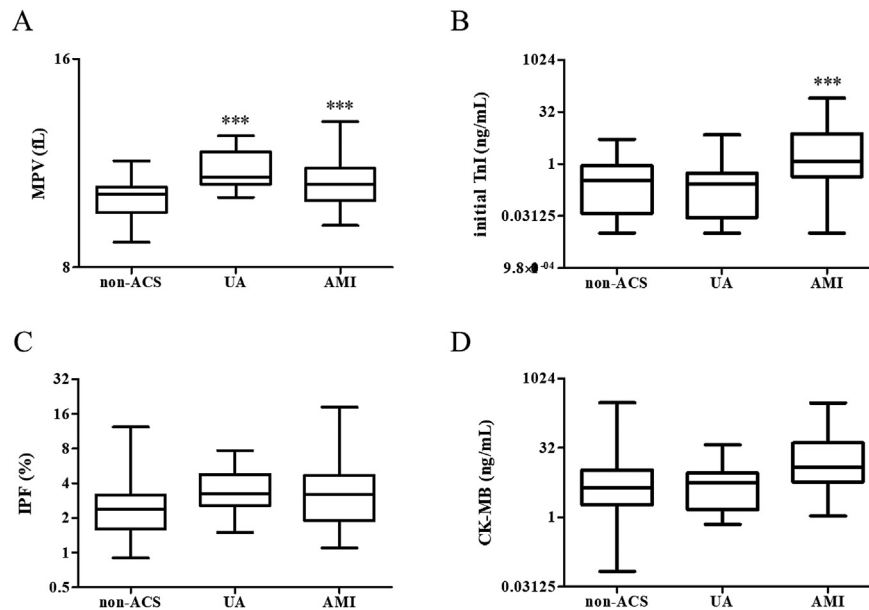 A
16
MPV (fL)
8
*** ***
non-ACS UA AMI
B
1024
32
1
0.03125
initial TnI (ng/mL)
***
non-ACS UA AMI
C
32
16
8
4
2
1
0.5
IPF (%)
non-ACS UA AMI
D
1024
32
1
0.03125
CK-MB (ng/mL)
non-ACS UA AMI